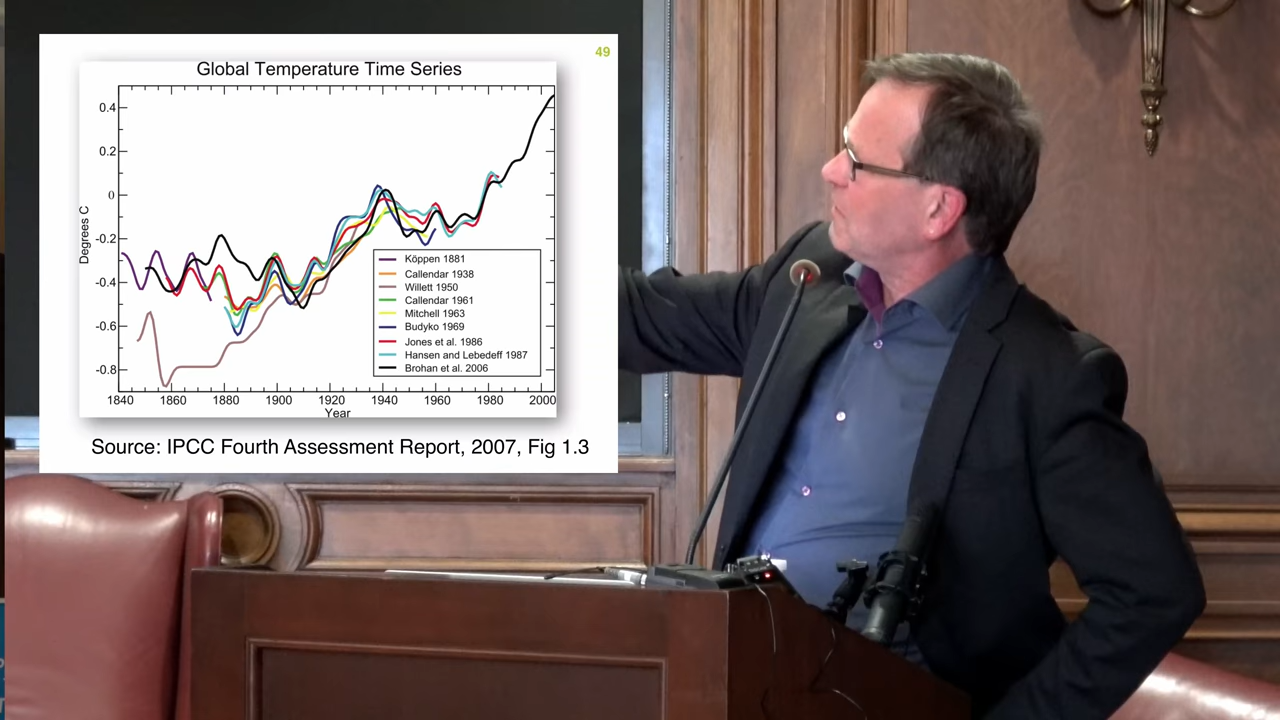 49
Global Temperature Time Series
0.4
0.2
0
-0.2
-0.4
-0.6
-0.8
Degrees C
Köppen 1881
Callendar 1938
Willett 1950
Callendar 1961
Mitchell 1963
Budyko 1969
Jones et al. 1986
Hansen and Lebedeff 1987
Brohan et al. 2006
1840 1860 1880 1900 1920 1940 1960 1980 2000
Year
Source: IPCC Fourth Assessment Report, 2007, Fig 1.3